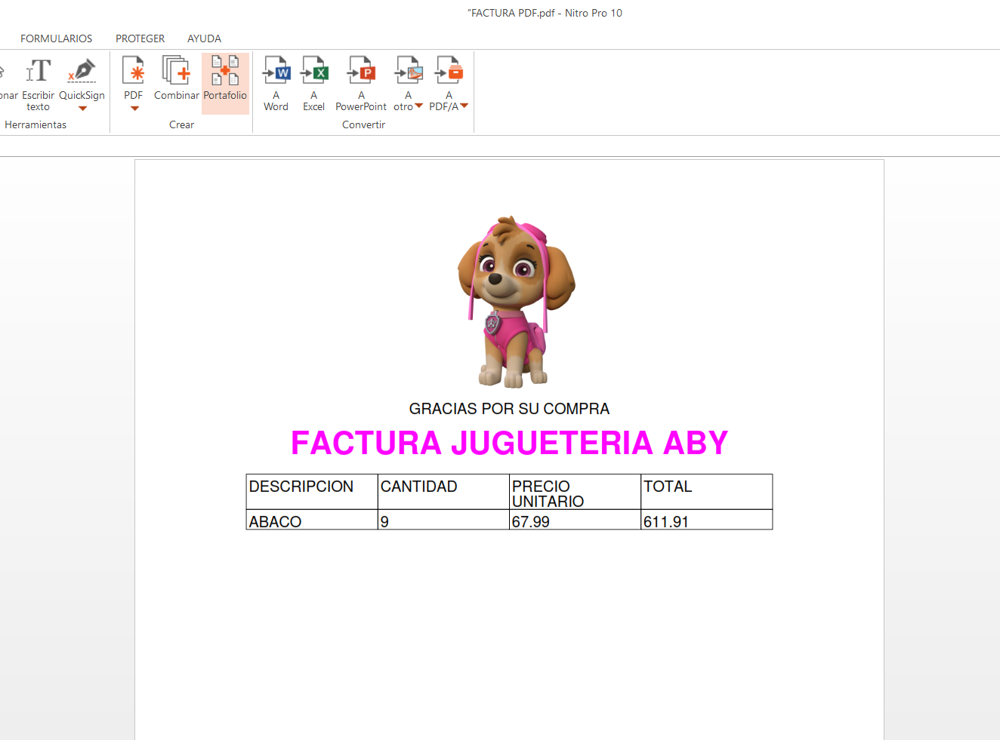 "FACTURA PDF.pdf - Nitro Pro 10
FORMULARIOS PROTEGER AYUDA
Escribir texto
QuickSign
Herramientas
PDF
Combinar
Portafolio
Crear
A Word
A Excel
A PowerPoint
A otro
A PDF/A
Convertir
GRACIAS POR SU COMPRA
FACTURA JUGUETERIA ABY
DESCRIPCION CANTIDAD PRECIO UNITARIO TOTAL
ABACO 9 67.99 611.91